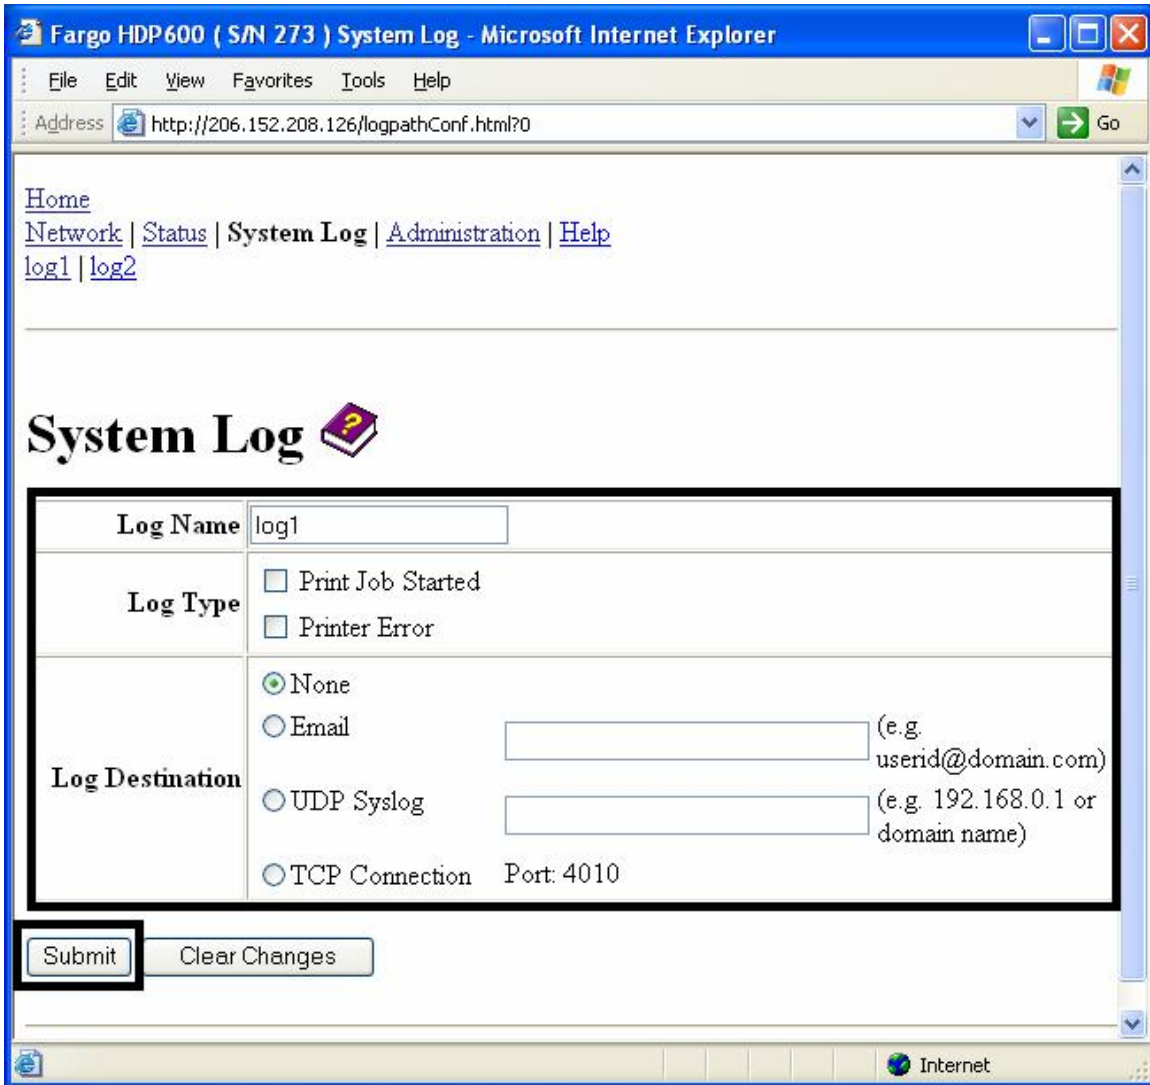 Fargo HDP600 ( S/N 273 ) System Log - Microsoft Internet Explorer
File Edit View Favorites Tools Help
Address http://206.152.208.126/logpathConf.html?0 Go
Home
Network | Status | System Log | Administration | Help
log1 | log2
System Log ?
Log Name log1
Log Type
Print Job Started
Printer Error
Log Destination
None
Email (e.g.
userid@domain.com)
UDP Syslog (e.g. 192.168.0.1 or
domain name)
TCP Connection Port: 4010
Submit Clear Changes
Internet